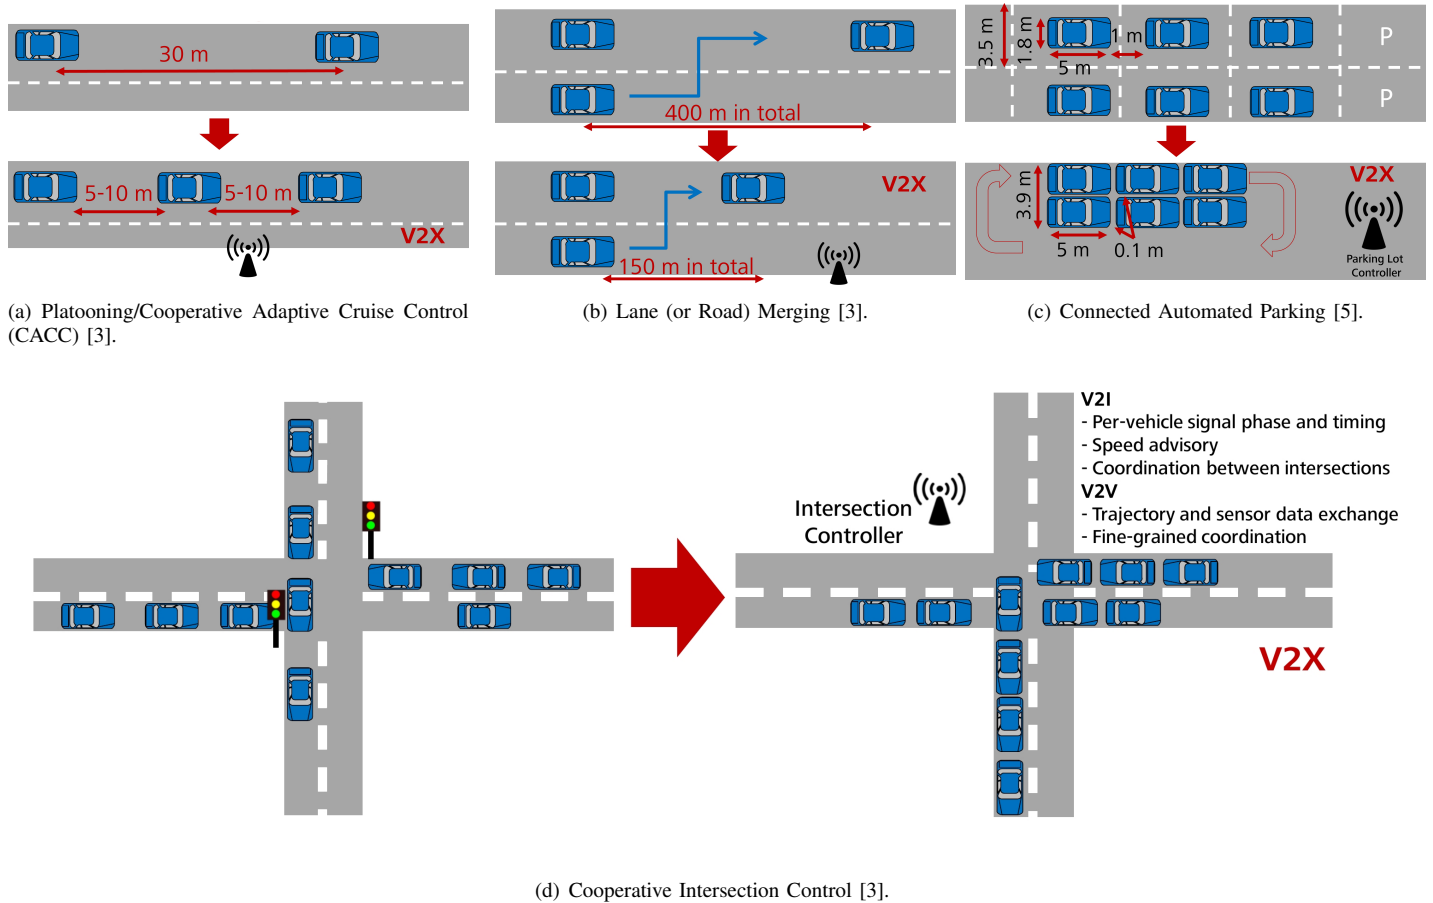 30 m
5-10 m
5-10 m
V2X
(a) Platooning/Cooperative Adaptive Cruise Control
(CACC) [3].
400 m in total
V2X
150 m in total
(b) Lane (or Road) Merging [3].
3.5 m
1.8 m
1 m
5 m
P
P
V2X
3.9 m
5 m
0.1 m
Parking Lot
Controller
(c) Connected Automated Parking [5].
Intersection
Controller
V2I
- Per-vehicle signal phase and timing
- Speed advisory
- Coordination between intersections
V2V
- Trajectory and sensor data exchange
- Fine-grained coordination
V2X
(d) Cooperative Intersection Control [3].